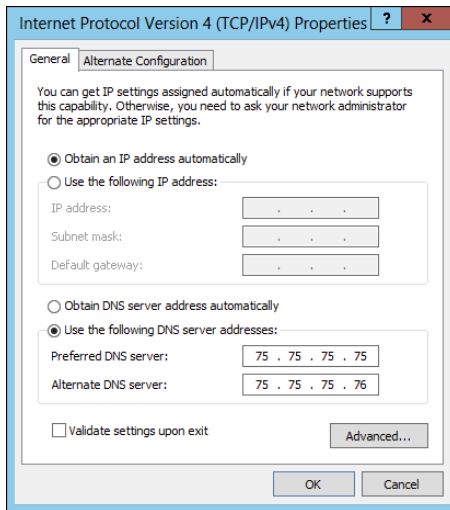 Internet Protocol Version 4 (TCP/IPv4) Properties ? x
General Alternate Configuration
You can get IP settings assigned automatically if your network supports
this capability. Otherwise, you need to ask your network administrator
for the appropriate IP settings.
Obtain an IP address automatically
Use the following IP address:
IP address: . . .
Subnet mask: . . .
Default gateway: . . .
Obtain DNS server address automatically
Use the following DNS server addresses:
Preferred DNS server: 75 . 75 . 75 . 75
Alternate DNS server: 75 . 75 . 75 . 76
Validate settings upon exit
Advanced...
OK Cancel